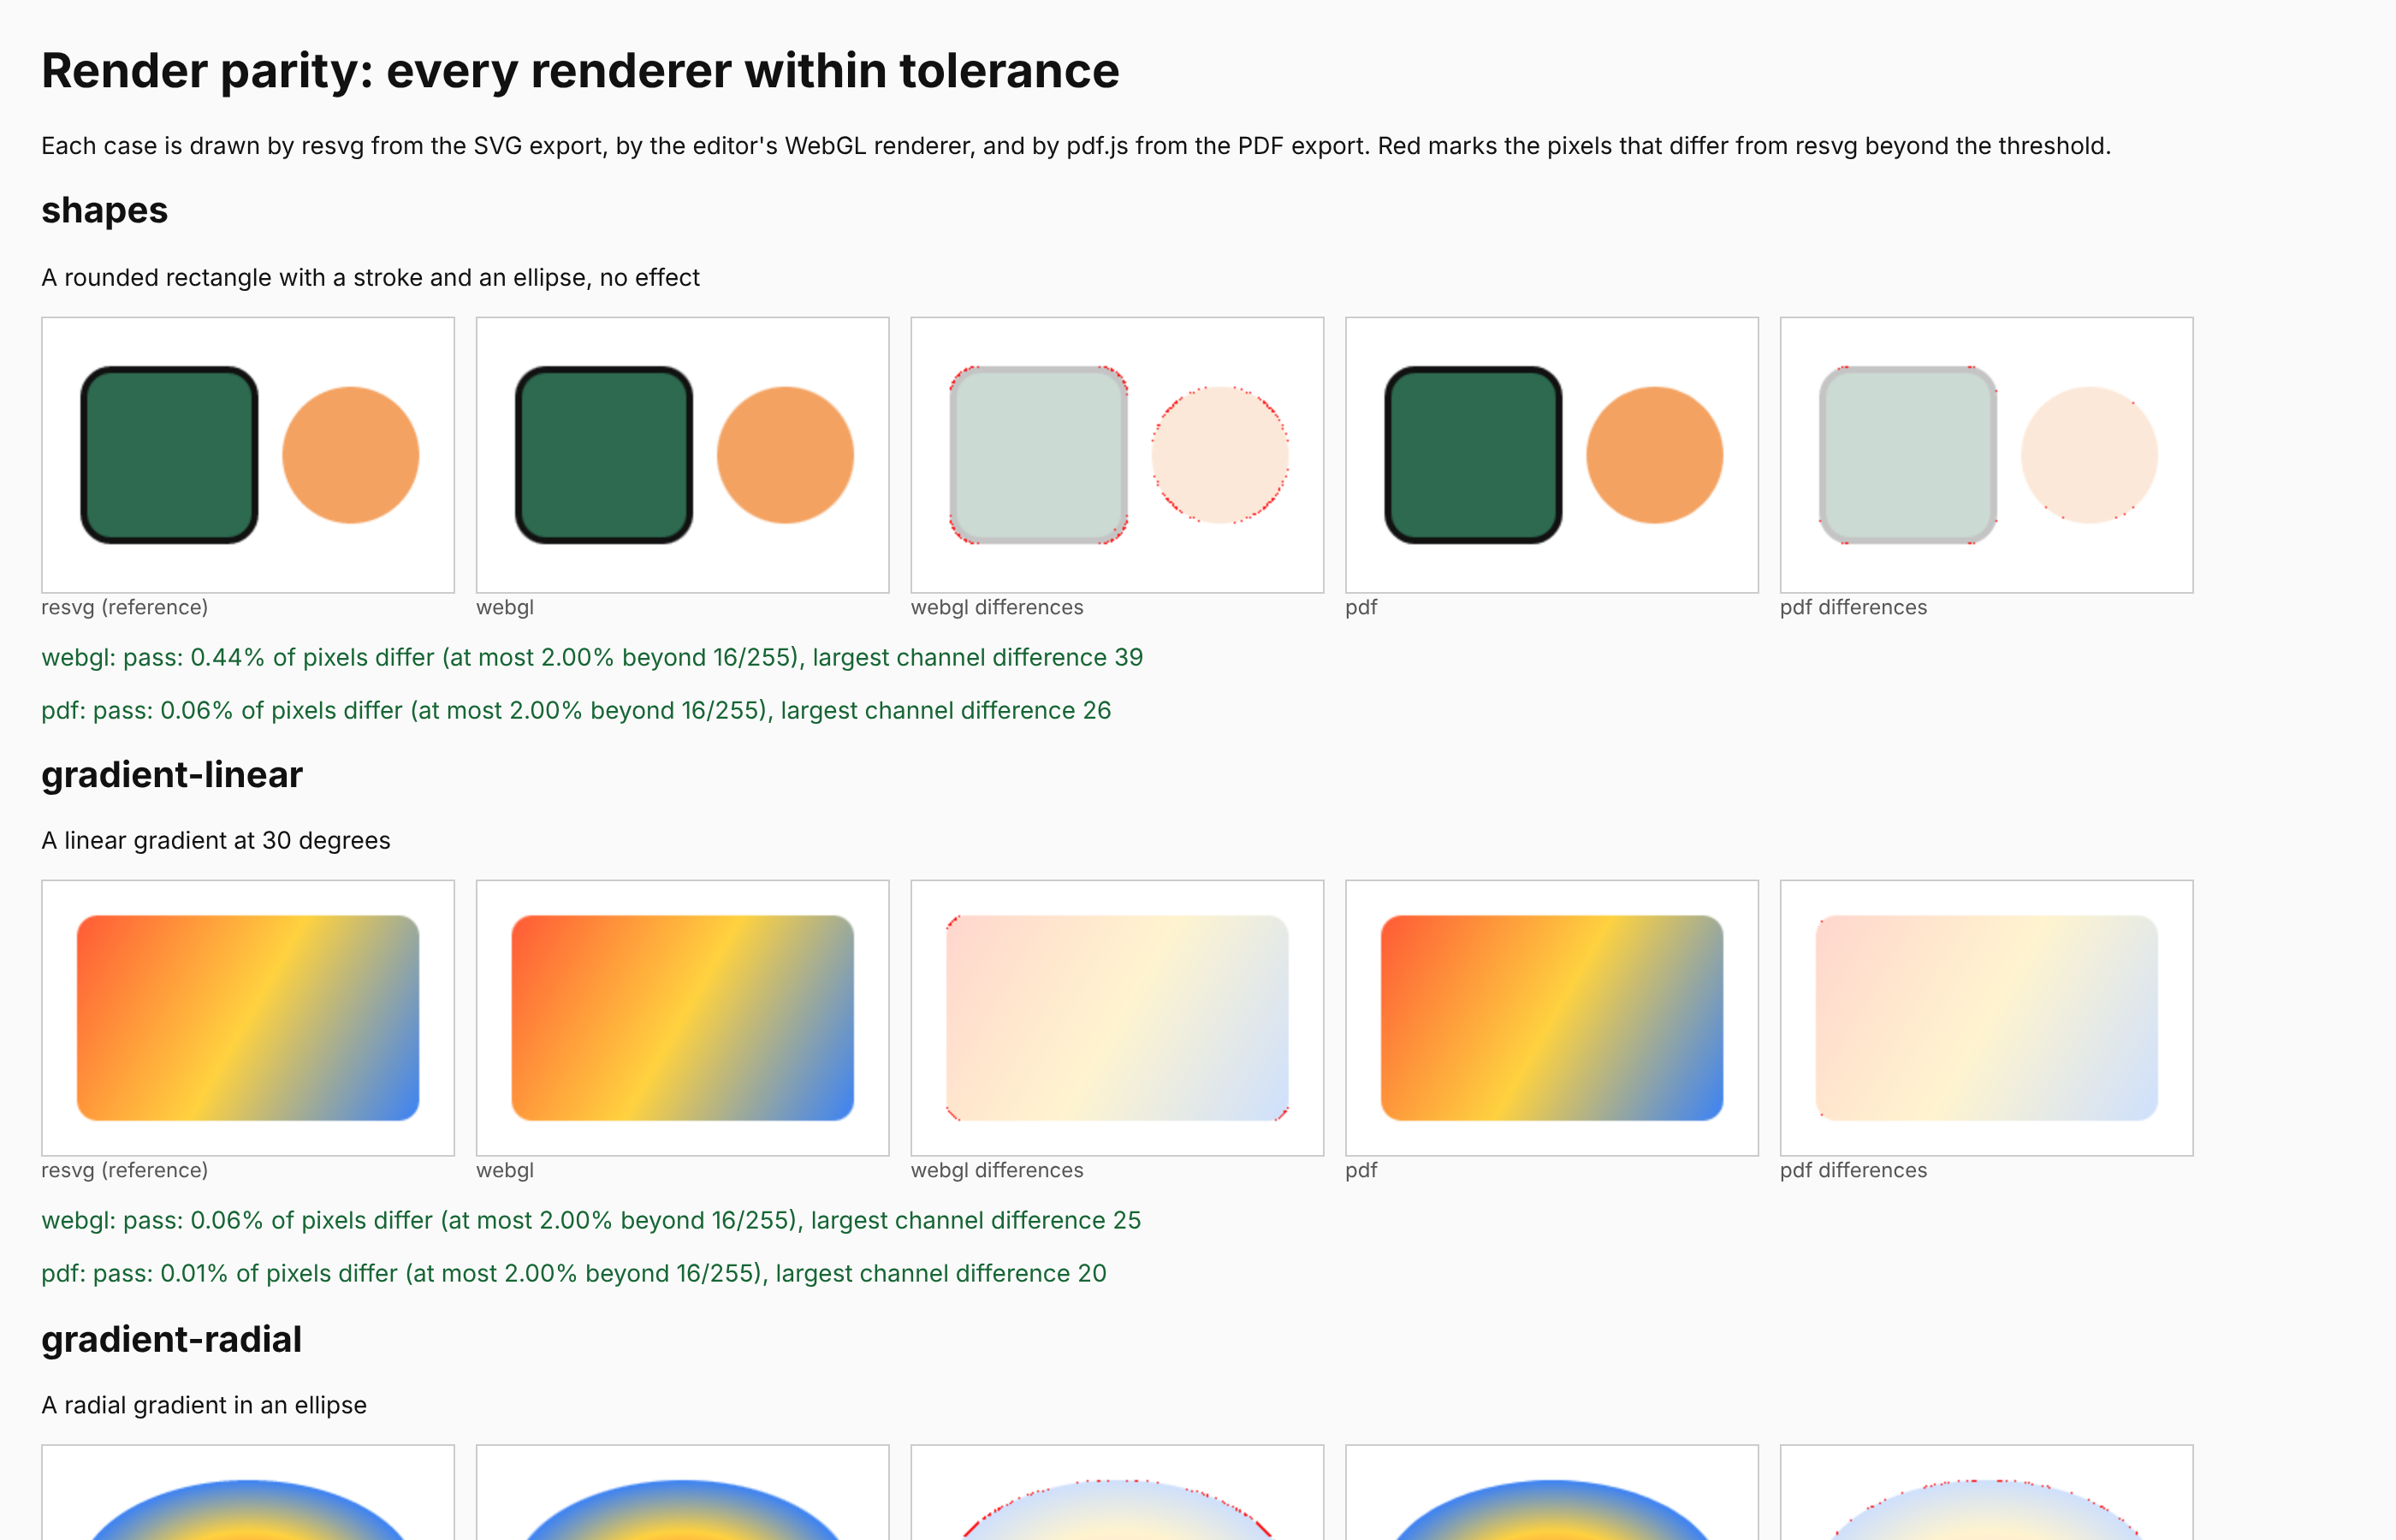 Render parity: every renderer within tolerance
Each case is drawn by resvg from the SVG export, by the editor's WebGL renderer, and by pdf.js from the PDF export. Red marks the pixels that differ from resvg beyond the threshold.
shapes
A rounded rectangle with a stroke and an ellipse, no effect
resvg (reference)
webgl
webgl differences
pdf
pdf differences
webgl: pass: 0.44% of pixels differ (at most 2.00% beyond 16/255), largest channel difference 39
pdf: pass: 0.06% of pixels differ (at most 2.00% beyond 16/255), largest channel difference 26
gradient-linear
A linear gradient at 30 degrees
resvg (reference)
webgl
webgl differences
pdf
pdf differences
webgl: pass: 0.06% of pixels differ (at most 2.00% beyond 16/255), largest channel difference 25
pdf: pass: 0.01% of pixels differ (at most 2.00% beyond 16/255), largest channel difference 20
gradient-radial
A radial gradient in an ellipse